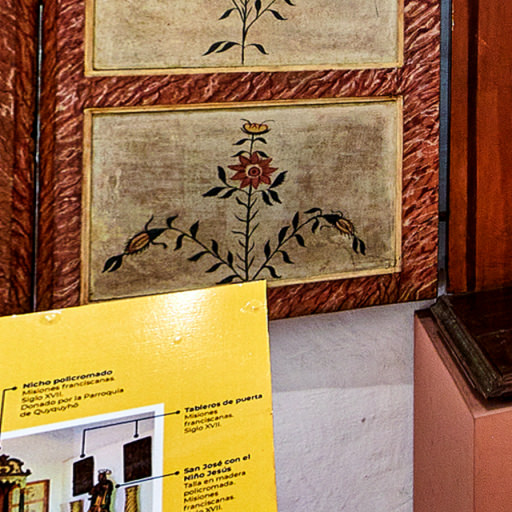 Nicho policromado
Misiones franciscanas.
Siglo XVII.
Donado por la Parroquia
de Quyquyhó
Tableros de puerta
Misiones
franciscanas.
Siglo XVII.
San José con el
Niño Jesús
Talla en madera
policromada.
Misiones
franciscanas.
Siglo XVII.